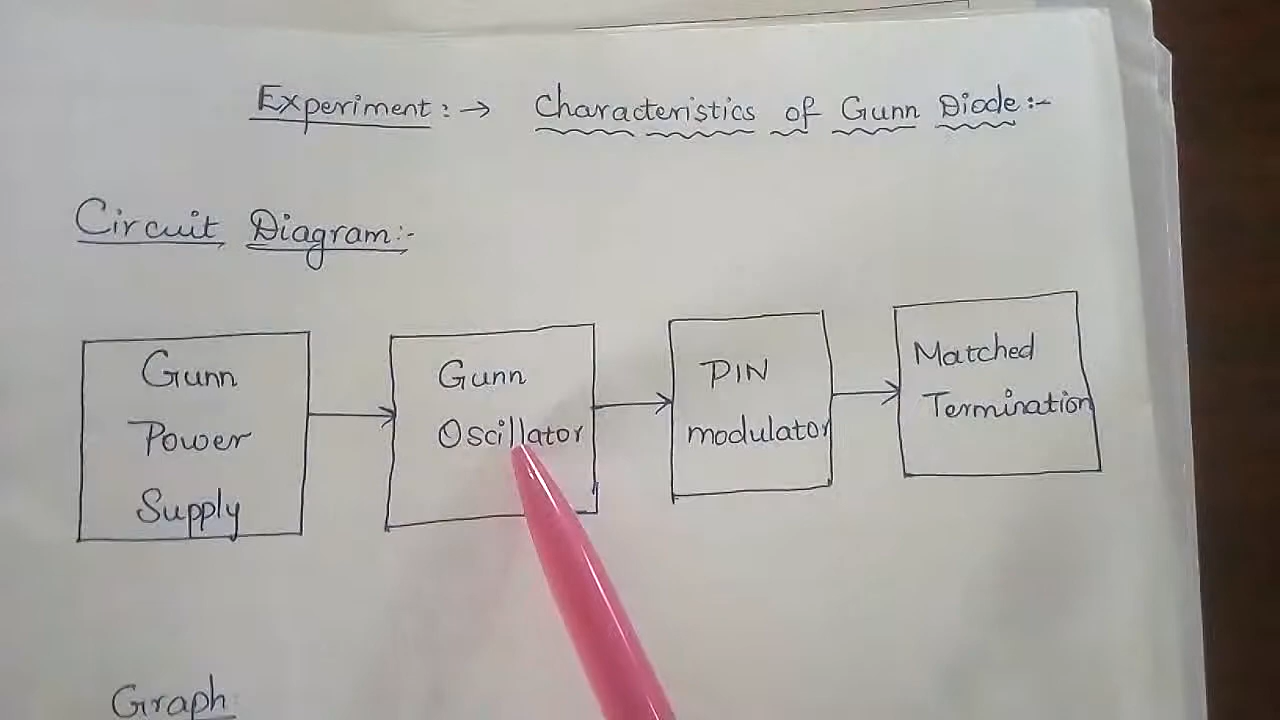 Experiment:→ Characteristics of Gunn Diode:-
Circuit Diagram:-
Gunn
Power
Supply
Gunn
Oscillator
PIN
modulator
Matched
Termination
Graph